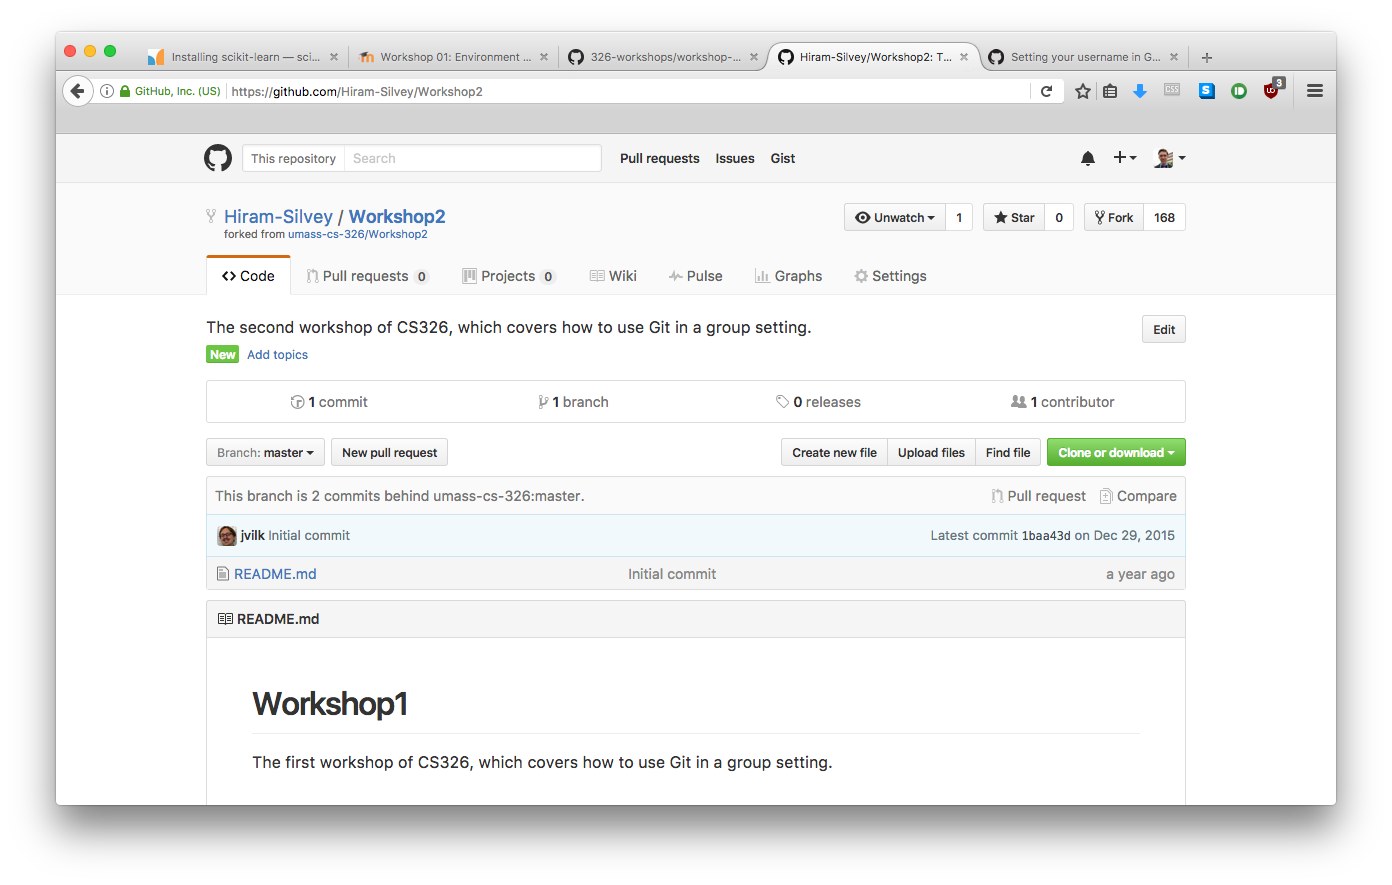 Installing scikit-learn — sci... Workshop 01: Environment ... 326-workshops/workshop-... Hiram-Silvey/Workshop2: T... Setting your username in G...
GitHub, Inc. (US) https://github.com/Hiram-Silvey/Workshop2 CSS S 3
This repository Search Pull requests Issues Gist
Hiram-Silvey / Workshop2 Unwatch 1 Star 0 Fork 168
forked from umass-cs-326/Workshop2
Code Pull requests 0 Projects 0 Wiki Pulse Graphs Settings
The second workshop of CS326, which covers how to use Git in a group setting. Edit
New Add topics
1 commit 1 branch 0 releases 1 contributor
Branch: master New pull request Create new file Upload files Find file Clone or download
This branch is 2 commits behind umass-cs-326:master. Pull request Compare
jvilk Initial commit Latest commit 1baa43d on Dec 29, 2015
README.md Initial commit a year ago
README.md
Workshop1
The first workshop of CS326, which covers how to use Git in a group setting.